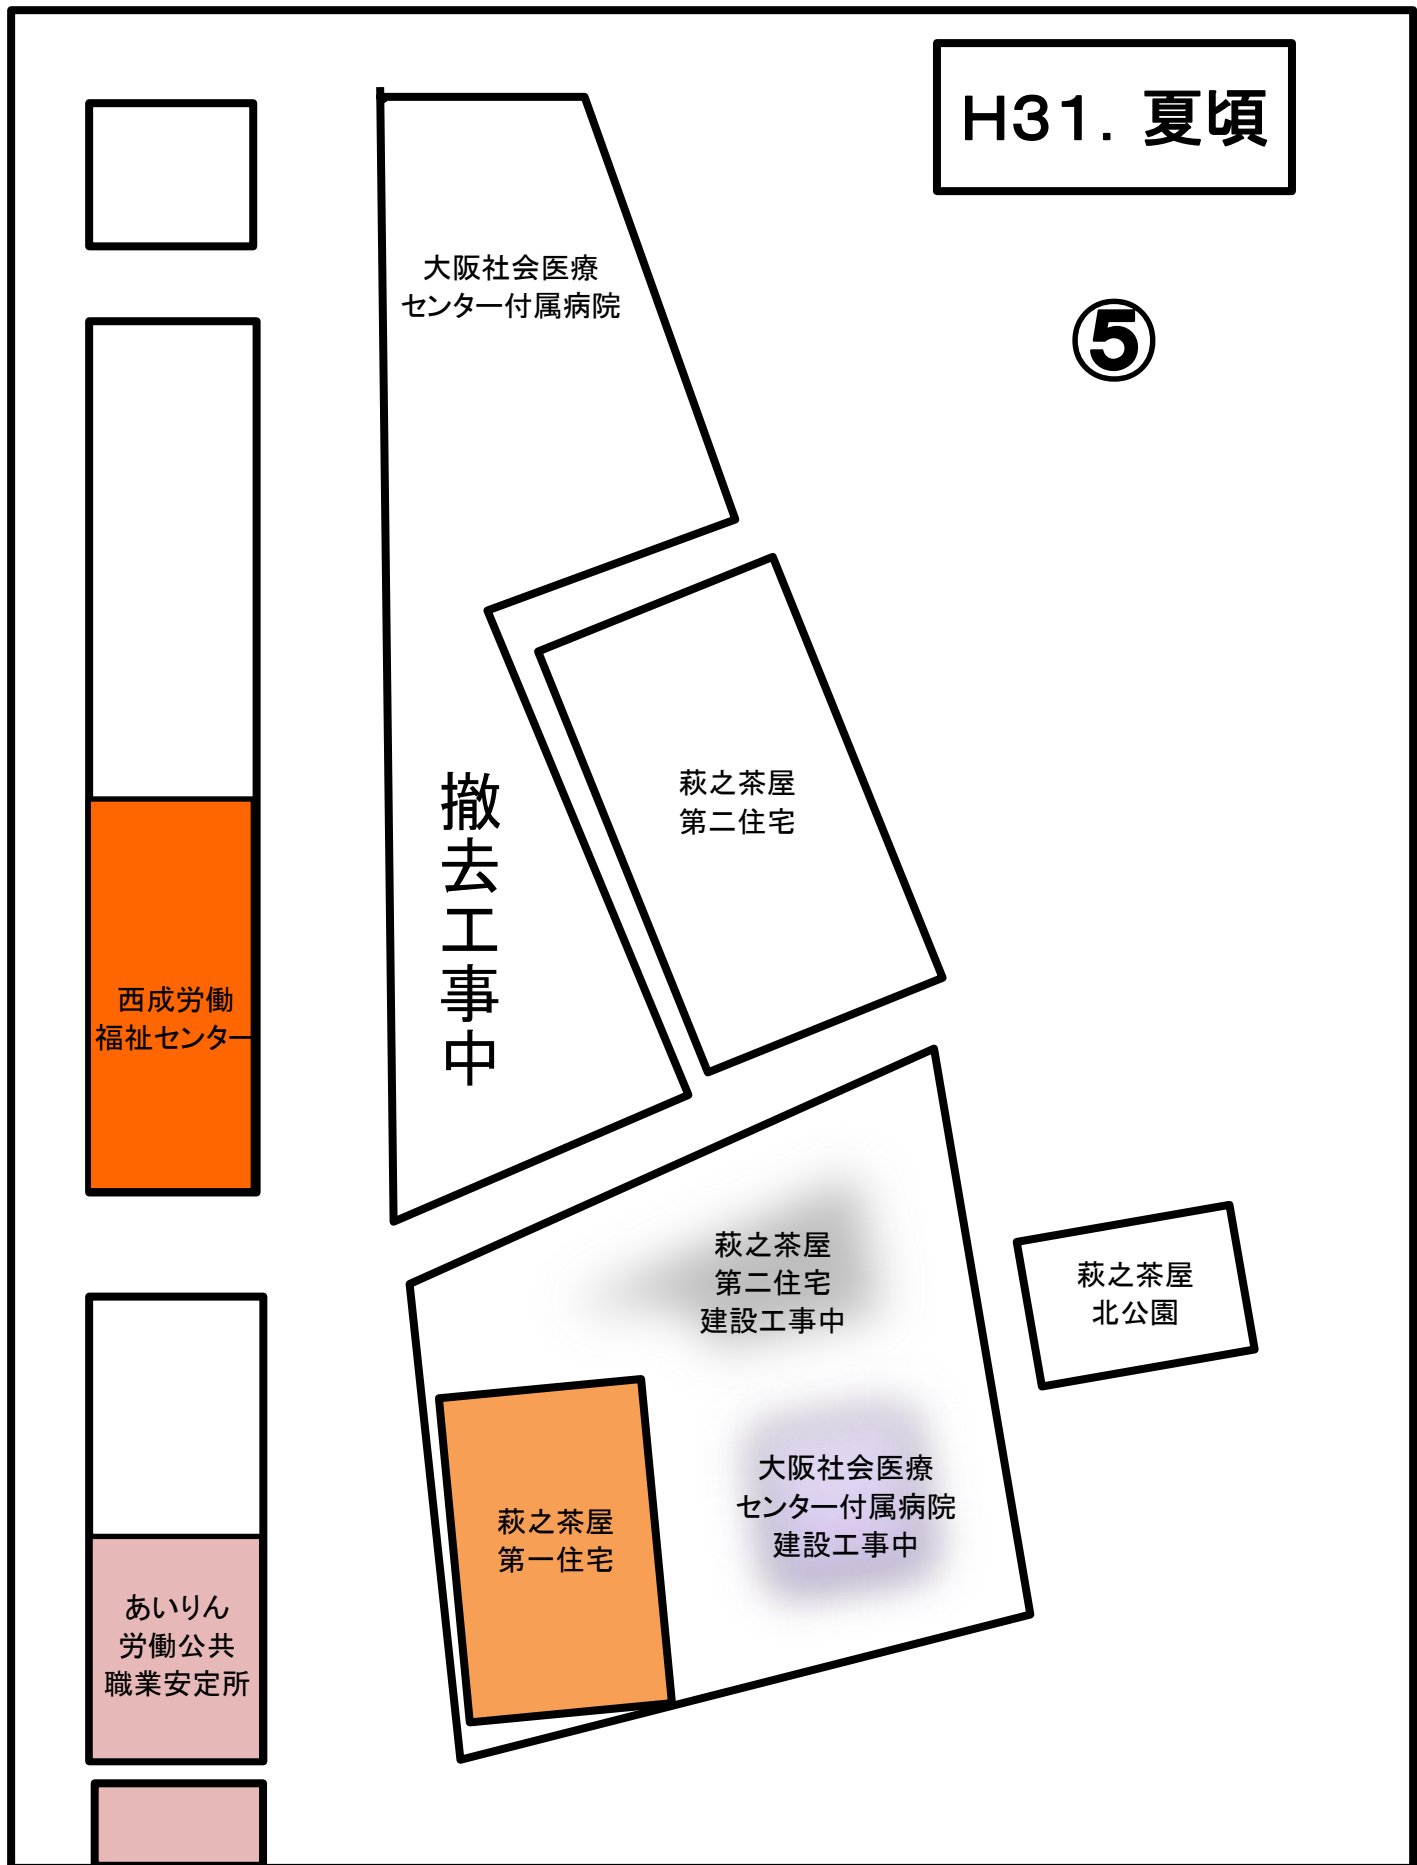 H31．夏頃
⑤
大阪社会医療
センター付属病院
萩之茶屋
第二住宅
撤去工事中
西成労働
福祉センター
萩之茶屋
第二住宅
建設工事中
萩之茶屋
北公園
大阪社会医療
センター付属病院
建設工事中
萩之茶屋
第一住宅
あいりん
労働公共
職業安定所